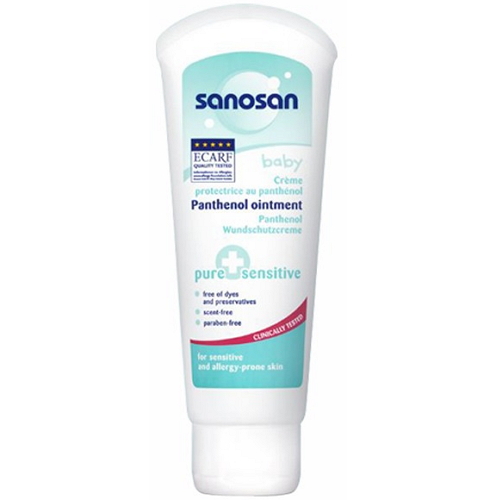 sanosan
ECARF
QUALITY TESTED
baby
Crème
protectrice au panthénol
Panthenol ointment
Panthenol
Wundschutzcreme
pure sensitive
free of dyes
and preservatives
scent-free
paraben-free
CLINICALLY TESTED
for sensitive
and allergy-prone skin